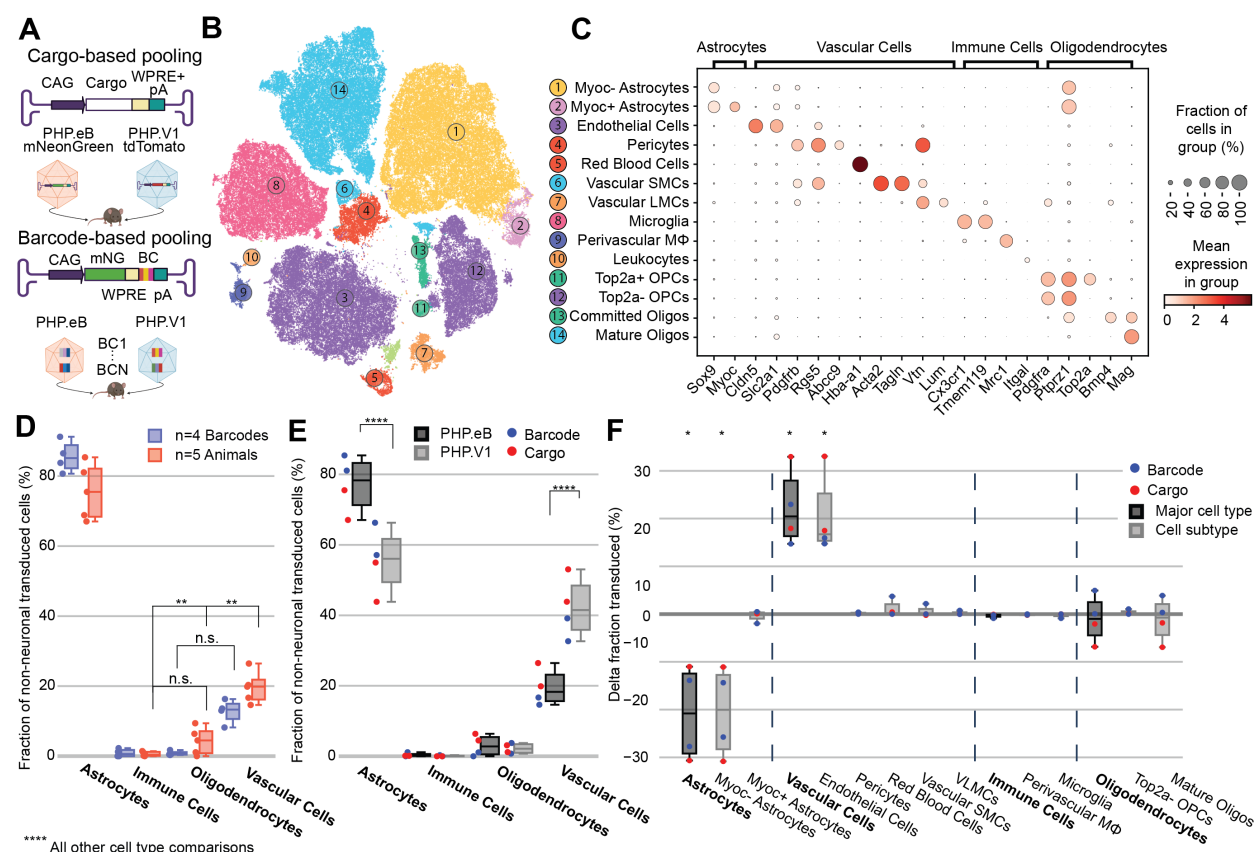 A
Cargo-based pooling
CAG Cargo WPRE+
pA
PHP.eB PHP.V1
mNeonGreen tdTomato
Barcode-based pooling
CAG mNG BC
WPRE pA
PHP.eB PHP.V1
BC1
BCN
B
14
1
8
6
4
2
13
10
9
3
12
11
7
5
C
Astrocytes Vascular Cells Immune Cells Oligodendrocytes
1 Myoc- Astrocytes
2 Myoc+ Astrocytes
3 Endothelial Cells
4 Pericytes
5 Red Blood Cells
6 Vascular SMCs
7 Vascular LMCs
8 Microglia
9 Perivascular MΦ
10 Leukocytes
11 Top2a+ OPCs
12 Top2a- OPCs
13 Committed Oligos
14 Mature Oligos
Sox9 Myoc Cldn5 Slc2a1 Pdgfrb Rgs5 Abcc9 Hba-a1 Acta2 Tagln Vtn Lum Cx3cr1 Tmem119 Mrc1 Itgal Pdgfra Ptprz1 Top2a Bmp4 Mag
Fraction of
cells in
group (%)
20 40 60 80 100
Mean
expression
in group
0 2 4
D
Fraction of non-neuronal transduced cells (%)
80
60
40
20
0
n=4 Barcodes
n=5 Animals
** **
n.s.
n.s.
Astrocytes Immune Cells Oligodendrocytes Vascular Cells
**** All other cell type comparisons
E
Fraction of non-neuronal transduced cells (%)
80
60
40
20
0
PHP.eB Barcode
PHP.V1 Cargo
****
****
Astrocytes Immune Cells Oligodendrocytes Vascular Cells
F
Delta fraction transduced (%)
30
20
10
0
−10
−20
−30
* * * *
Barcode
Cargo
Major cell type
Cell subtype
Astrocytes Myoc- Astrocytes Myoc+ Astrocytes Vascular Cells Endothelial Cells Pericytes Red Blood Cells Vascular SMCs VLMCs Immune Cells Perivascular MΦ Microglia Oligodendrocytes Top2a- OPCs Mature Oligos